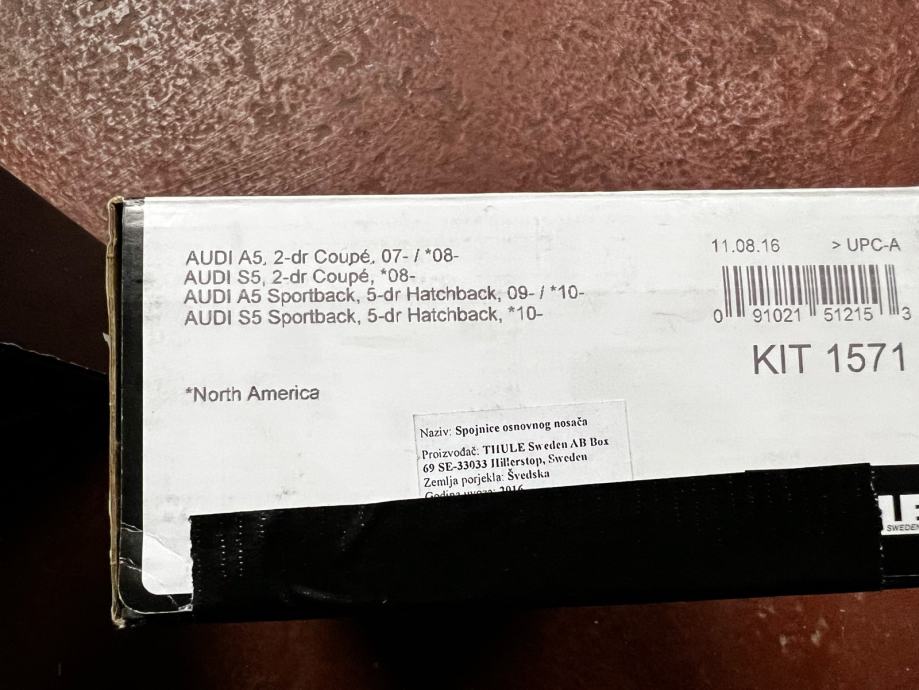 AUDI A5, 2-dr Coupé, 07- / *08-
AUDI S5, 2-dr Coupé, *08-
AUDI A5 Sportback, 5-dr Hatchback, 09- / *10-
AUDI S5 Sportback, 5-dr Hatchback, *10-
*North America
11.08.16 > UPC-A
0 91021 51215 3
KIT 1571
Naziv: Spojnice osnovnog nosača
Proizvođač: THULE Sweden AB Box
69 SE-33033 Hillerstop, Sweden
Zemlja porjekla: Švedska
Godina uvoza: 2016
SWEDEN